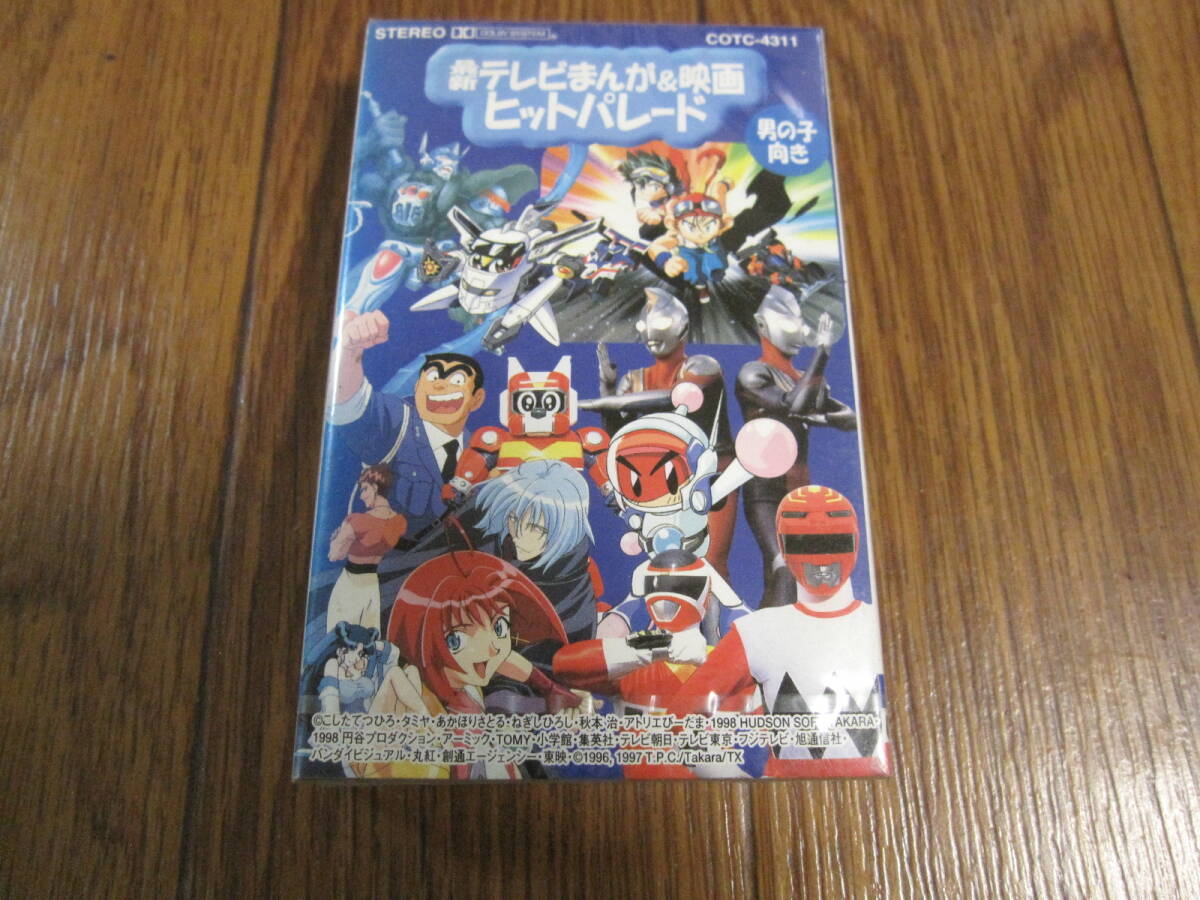 STEREO DOLBY SYSTEM
COTC-4311
最新テレビまんが&映画
ヒットパレード
男の子
向き
©こしたてつひろ・タミヤ・あかほりさとる・ねぎしひろし・秋本 治・アトリエびーだま・1998 HUDSON SOFT/TAKARA・
1998 円谷プロダクション・アーミック・TOMY・小学館・集英社・テレビ朝日・テレビ東京・フジテレビ・旭通信社・
バンダイビジュアル・丸紅・創通エージェンシー・東映・©1996, 1997 T.P.C./Takara/TX